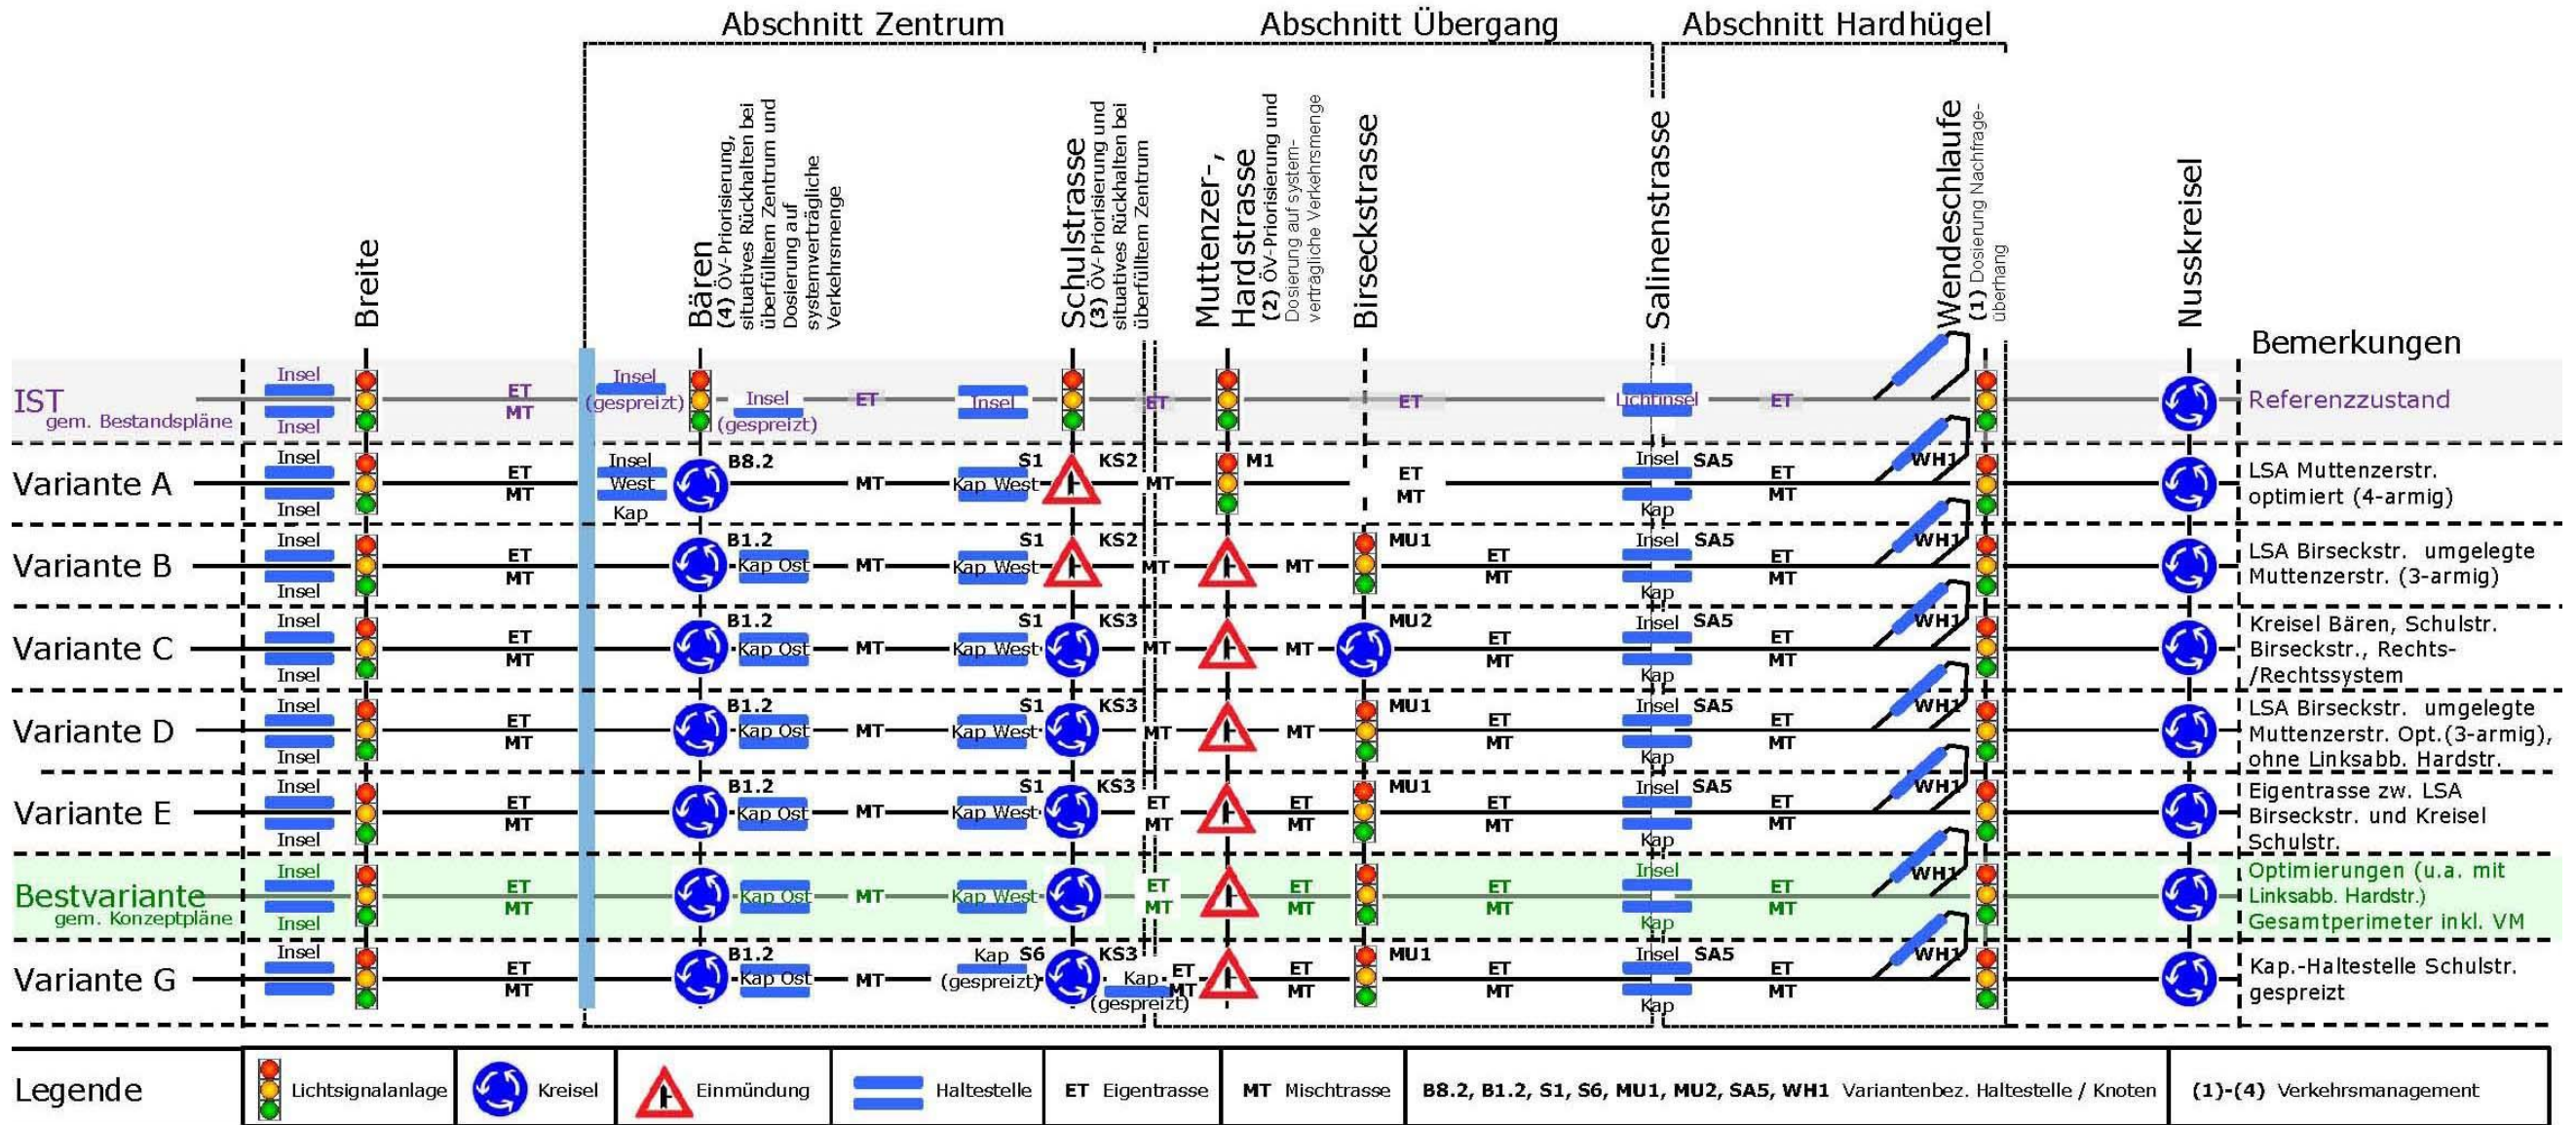 Abschnitt Zentrum
Abschnitt Übergang
Abschnitt Hardhügel
Breite
Bären
(4) ÖV-Priorisierung,
situatives Rückhalten bei
überfülltem Zentrum und
Dosierung auf
systemverträgliche
Verkehrsmenge
Schulstrasse
(3) ÖV-Priorisierung und
situatives Rückhalten bei
überfülltem Zentrum
Muttenzer-,
Hardstrasse
(2) ÖV-Priorisierung und
Dosierung auf system-
verträgliche Verkehrsmenge
Birseckstrasse
Salinenstrasse
Wendeschlaufe
(1) Dosierung Nachfrage-
überhang
Nusskreisel
Bemerkungen
IST
gem. Bestandspläne
Insel
Insel
ET
MT
Insel
(gespreizt)
Insel
(gespreizt)
ET
Insel
ET
ET
Lichtinsel
ET
Referenzzustand
Variante A
Insel
Insel
ET
MT
Insel
West
Kap
B8.2
MT
S1
Kap West
KS2
MT
M1
ET
MT
Insel
SA5
Kap
ET
MT
WH1
LSA Muttenzerstr.
optimiert (4-armig)
Variante B
Insel
Insel
ET
MT
B1.2
Kap Ost
MT
S1
Kap West
KS2
MT
MT
MU1
ET
MT
Insel
SA5
Kap
ET
MT
WH1
LSA Birseckstr. umgelegte
Muttenzerstr. (3-armig)
Variante C
Insel
Insel
ET
MT
B1.2
Kap Ost
MT
S1
Kap West
KS3
MT
MT
MU2
ET
MT
Insel
SA5
Kap
ET
MT
WH1
Kreisel Bären, Schulstr.
Birseckstr., Rechts-
/Rechtssystem
Variante D
Insel
Insel
ET
MT
B1.2
Kap Ost
MT
S1
Kap West
KS3
MT
MT
MU1
ET
MT
Insel
SA5
Kap
ET
MT
WH1
LSA Birseckstr. umgelegte
Muttenzerstr. Opt.(3-armig),
ohne Linksabb. Hardstr.
Variante E
Insel
Insel
ET
MT
B1.2
Kap Ost
MT
S1
Kap West
KS3
ET
MT
ET
MT
MU1
ET
MT
Insel
SA5
Kap
ET
MT
WH1
Eigentrasse zw. LSA
Birseckstr. und Kreisel
Schulstr.
Bestvariante
gem. Konzeptpläne
Insel
Insel
ET
MT
Kap Ost
MT
Kap West
ET
MT
ET
MT
ET
MT
Insel
Kap
ET
MT
WH1
Optimierungen (u.a. mit
Linksabb. Hardstr.)
Gesamtperimeter inkl. VM
Variante G
Insel
ET
MT
B1.2
Kap Ost
MT
Kap S6
(gespreizt)
KS3
Kap
(gespreizt)
ET
MT
ET
MT
MU1
ET
MT
Insel
SA5
Kap
ET
MT
WH1
Kap.-Haltestelle Schulstr.
gespreizt
Legende
Lichtsignalanlage
Kreisel
Einmündung
Haltestelle
ET Eigentrasse
MT Mischtrasse
B8.2, B1.2, S1, S6, MU1, MU2, SA5, WH1 Variantenbez. Haltestelle / Knoten
(1)-(4) Verkehrsmanagement